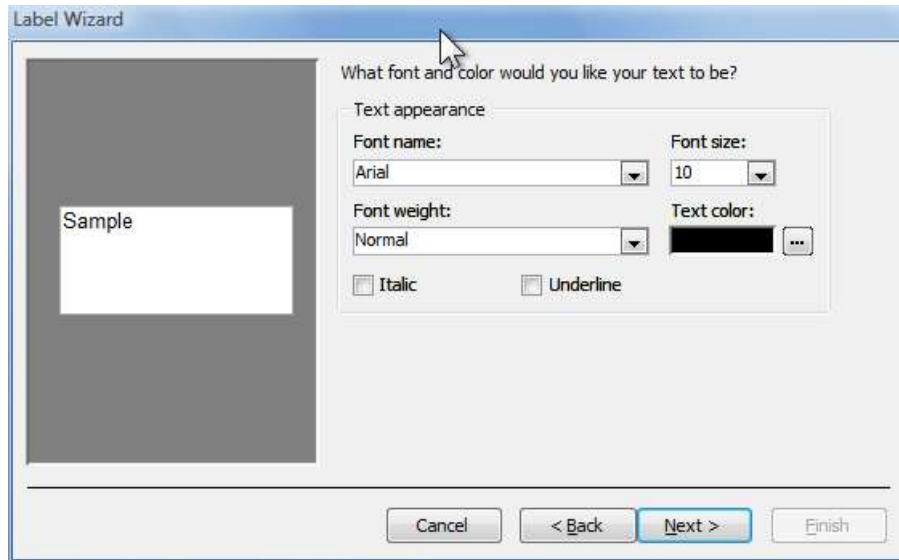 Label Wizard
What font and color would you like your text to be?
Text appearance
Font name: Font size:
Arial 10
Sample
Font weight: Text color:
Normal ...
Italic Underline
Cancel < Back Next > Finish